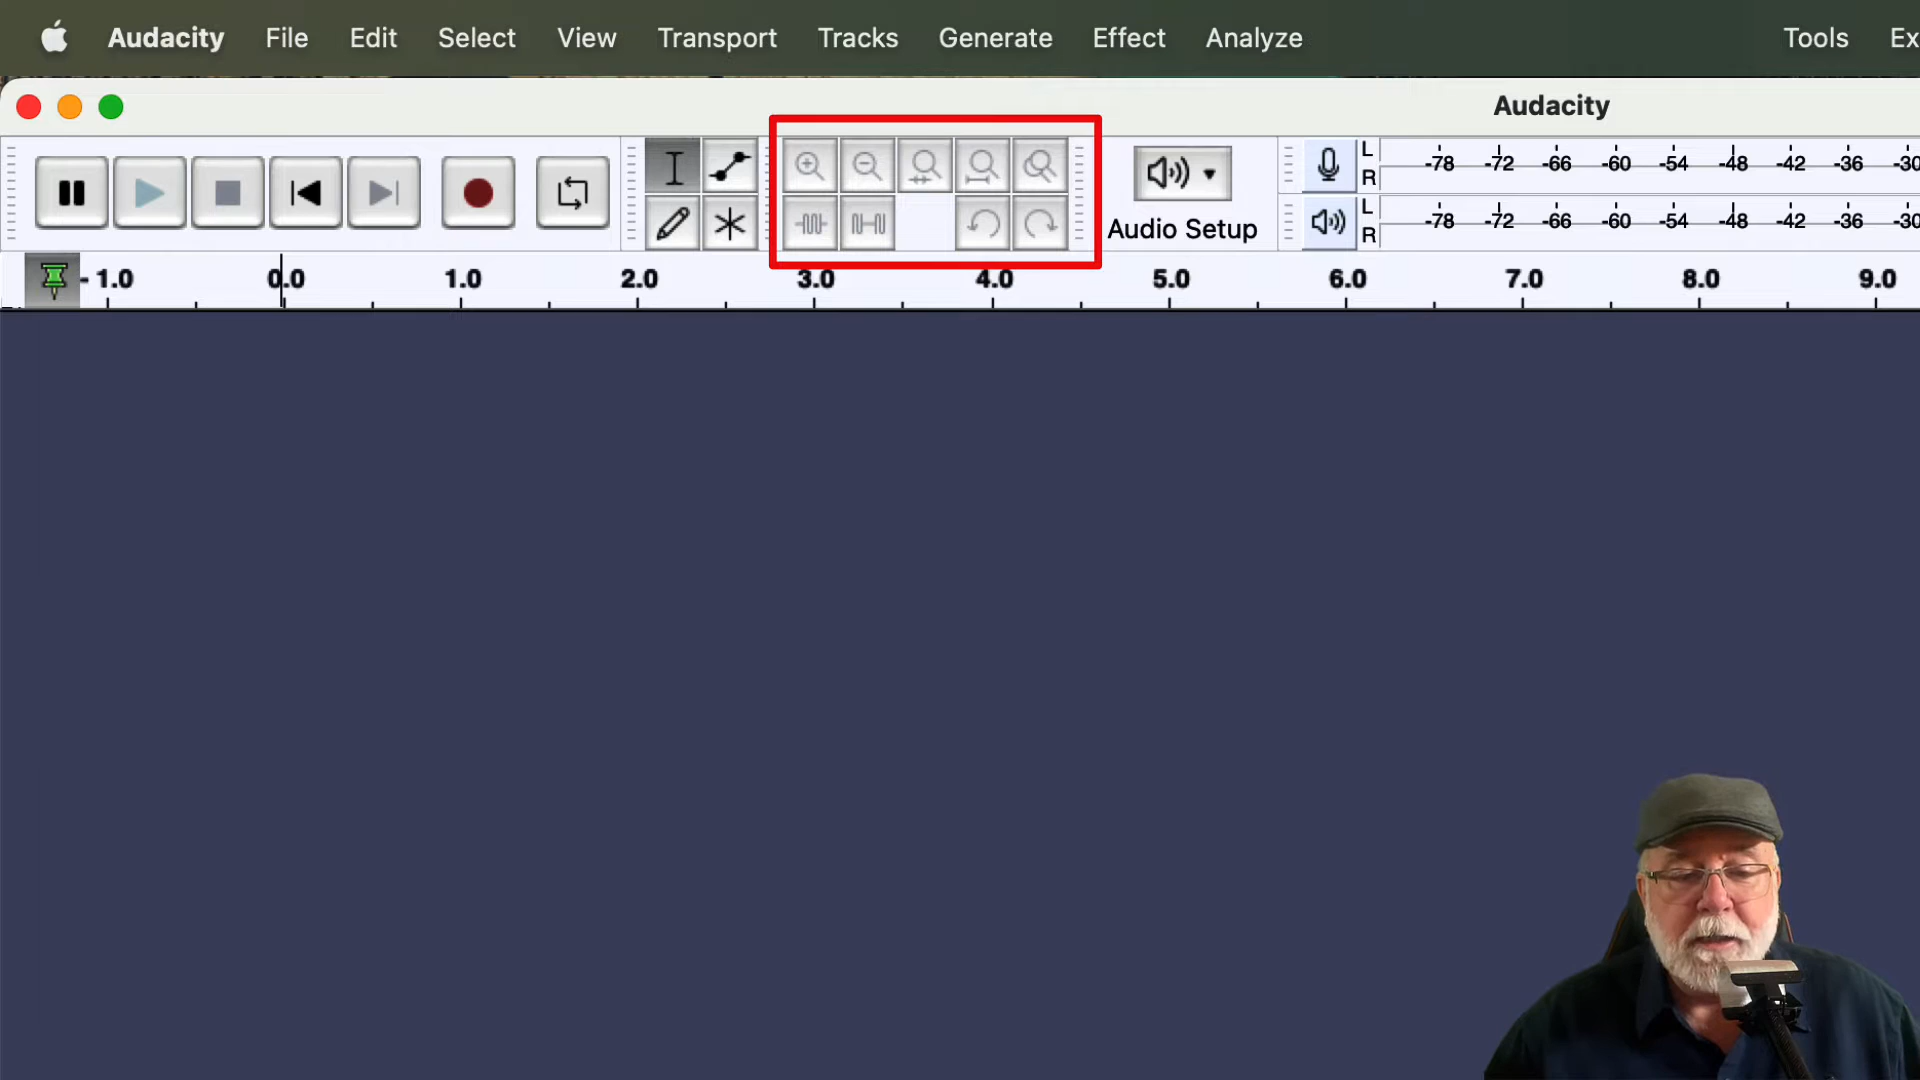 Audacity File Edit Select View Transport Tracks Generate Effect Analyze Tools Ex
Audacity
L -78 -72 -66 -60 -54 -48 -42 -36 -30
R
Audio Setup
L -78 -72 -66 -60 -54 -48 -42 -36 -30
R
- 1.0 0.0 1.0 2.0 3.0 4.0 5.0 6.0 7.0 8.0 9.0